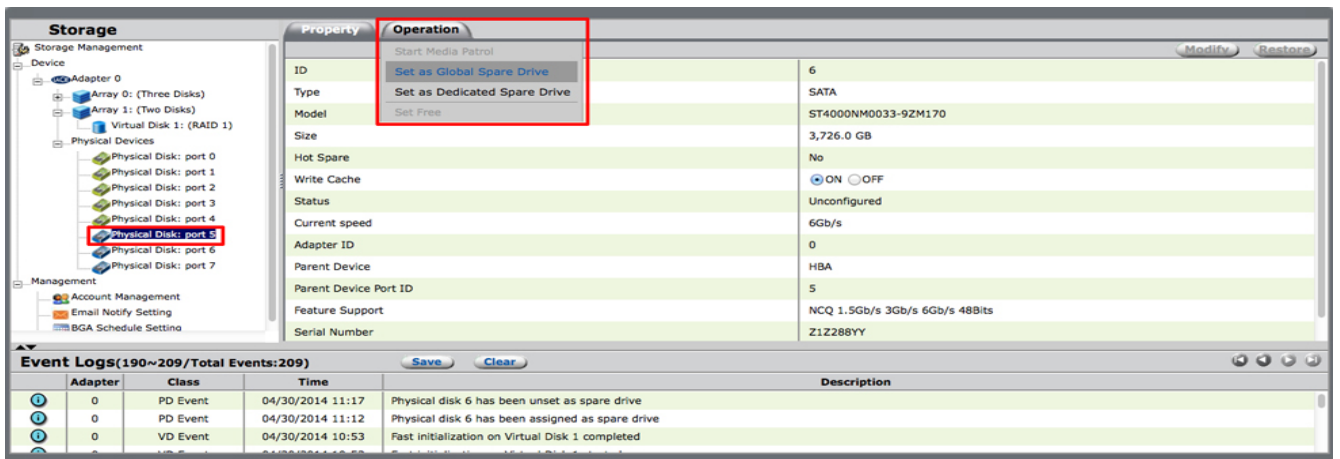 Storage
Storage Management
Device
Adapter 0
Array 0: (Three Disks)
Array 1: (Two Disks)
Virtual Disk 1: (RAID 1)
Physical Devices
Physical Disk: port 0
Physical Disk: port 1
Physical Disk: port 2
Physical Disk: port 3
Physical Disk: port 4
Physical Disk: port 5
Physical Disk: port 6
Physical Disk: port 7
Management
Account Management
Email Notify Setting
BGA Schedule Setting
Property Operation
Start Media Patrol
Set as Global Spare Drive
Set as Dedicated Spare Drive
Set Free
Modify Restore
ID 6
Type SATA
Model ST4000NM0033-9ZM170
Size 3,726.0 GB
Hot Spare No
Write Cache ON OFF
Status Unconfigured
Current speed 6Gb/s
Adapter ID 0
Parent Device HBA
Parent Device Port ID 5
Feature Support NCQ 1.5Gb/s 3Gb/s 6Gb/s 48Bits
Serial Number Z1Z288YY
Event Logs(190~209/Total Events:209) Save Clear
Adapter Class Time Description
0 PD Event 04/30/2014 11:17 Physical disk 6 has been unset as spare drive
0 PD Event 04/30/2014 11:12 Physical disk 6 has been assigned as spare drive
0 VD Event 04/30/2014 10:53 Fast initialization on Virtual Disk 1 completed